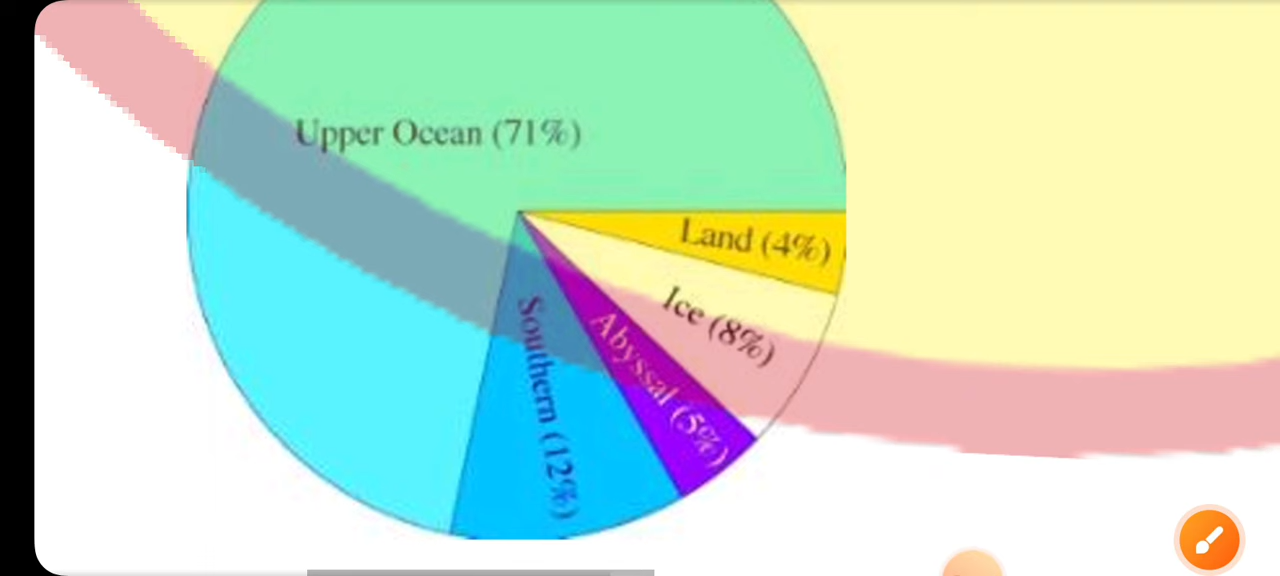 Upper Ocean (71%)
Land (4%)
Ice (8%)
Abyssal (5%)
Southern (12%)